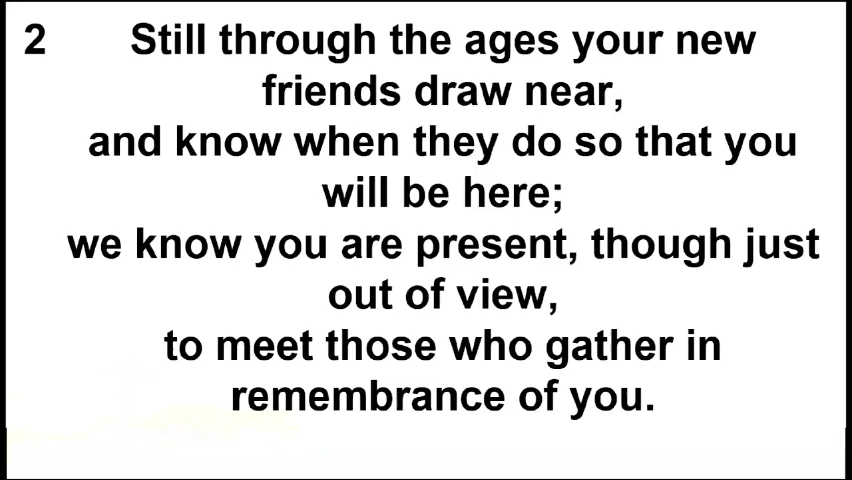 2 Still through the ages your new
friends draw near,
and know when they do so that you
will be here;
we know you are present, though just
out of view,
to meet those who gather in
remembrance of you.